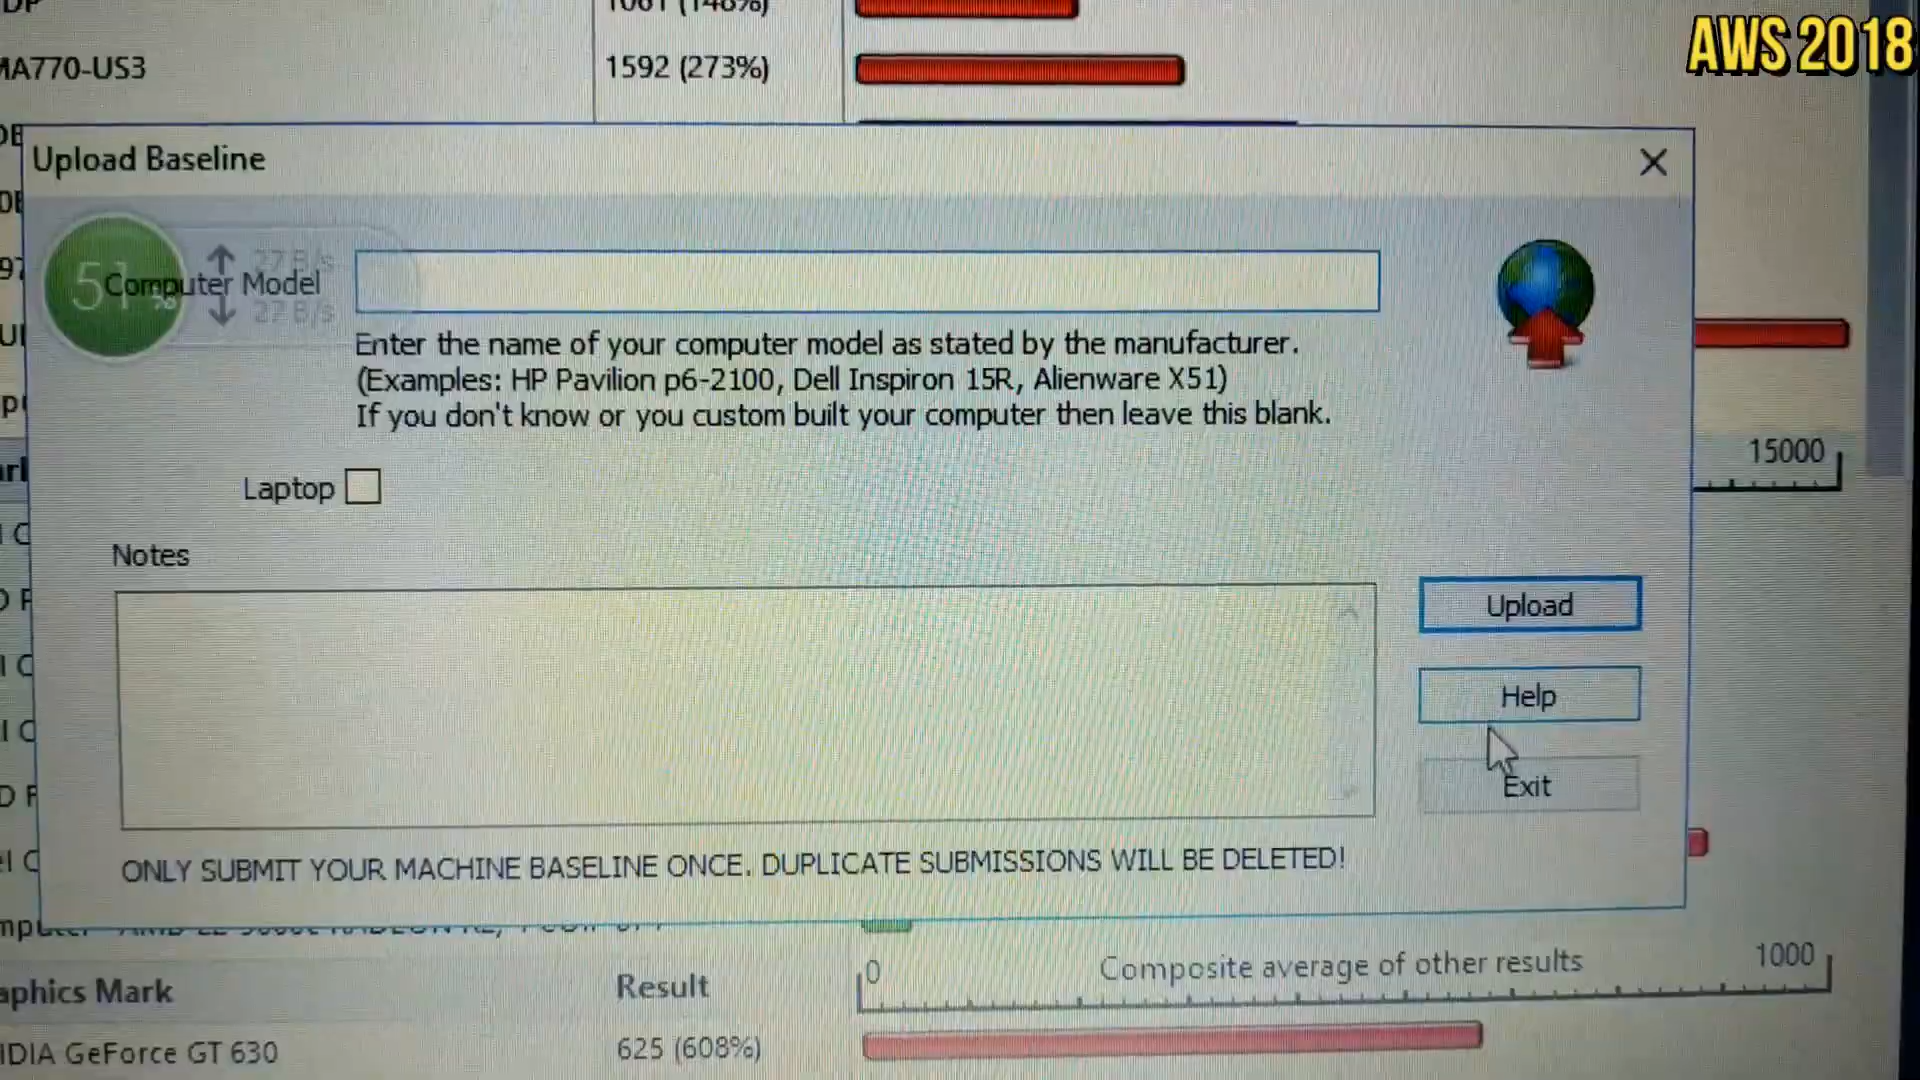 AWS 2018
MA770-US3
1592 (273%)
Upload Baseline
51%
27 B/s
27 B/s
Computer Model
Enter the name of your computer model as stated by the manufacturer.
(Examples: HP Pavilion p6-2100, Dell Inspiron 15R, Alienware X51)
If you don't know or you custom built your computer then leave this blank.
15000
Laptop
Notes
Upload
Help
Exit
ONLY SUBMIT YOUR MACHINE BASELINE ONCE. DUPLICATE SUBMISSIONS WILL BE DELETED!
aphics Mark
Result
0
Composite average of other results
1000
IDIA GeForce GT 630
625 (608%)